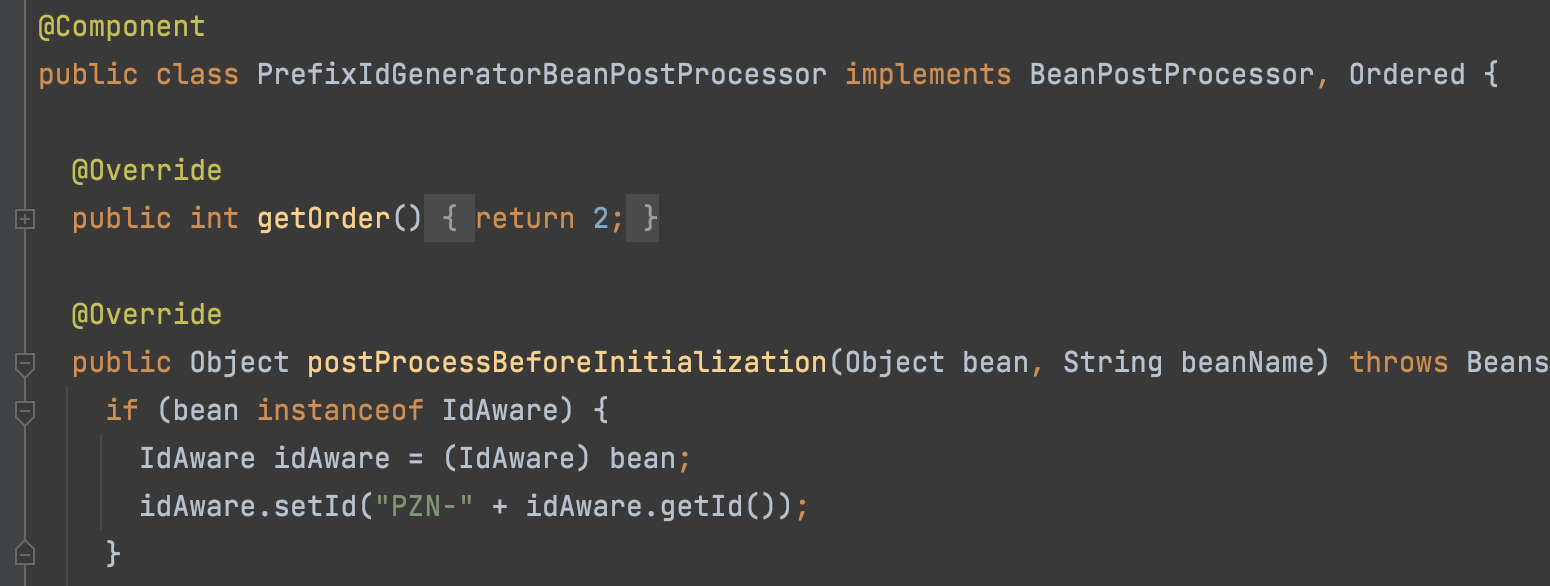 @Component
public class PrefixIdGeneratorBeanPostProcessor implements BeanPostProcessor, Ordered {
@Override
public int getOrder() { return 2; }
@Override
public Object postProcessBeforeInitialization(Object bean, String beanName) throws Beans
if (bean instanceof IdAware) {
IdAware idAware = (IdAware) bean;
idAware.setId("PZN-" + idAware.getId());
}